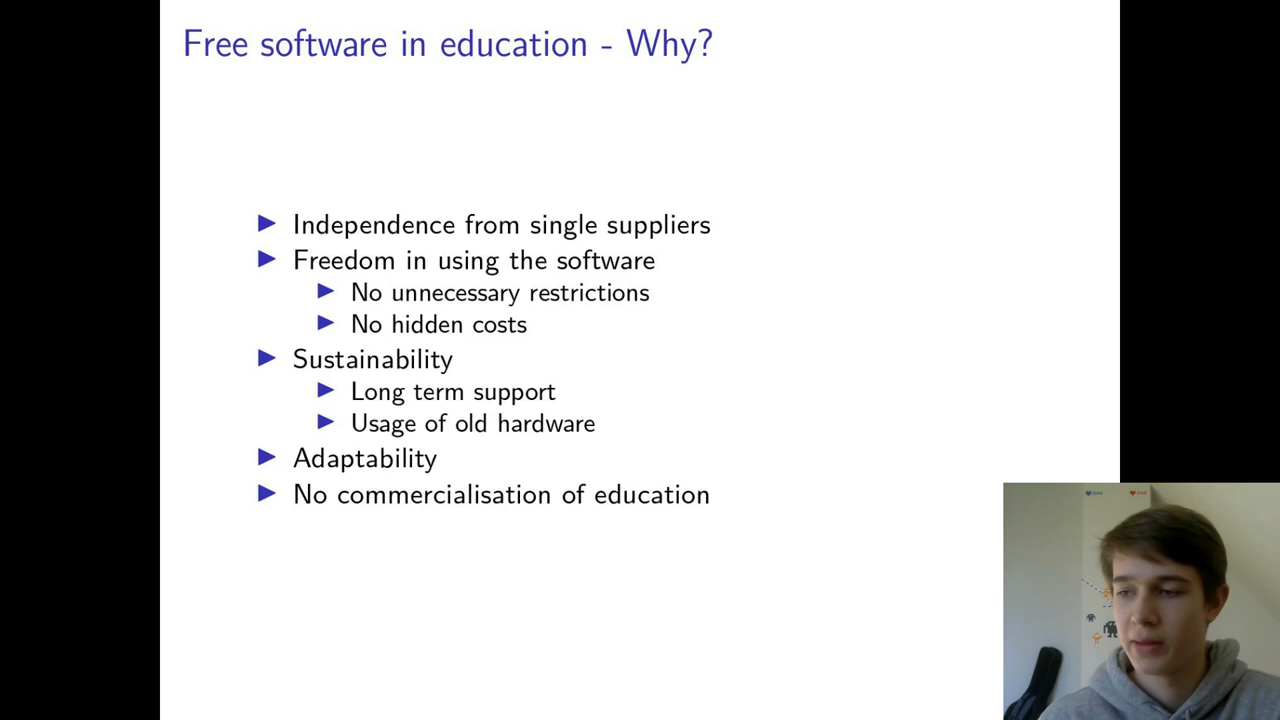 Free software in education - Why?
Independence from single suppliers
Freedom in using the software
No unnecessary restrictions
No hidden costs
Sustainability
Long term support
Usage of old hardware
Adaptability
No commercialisation of education